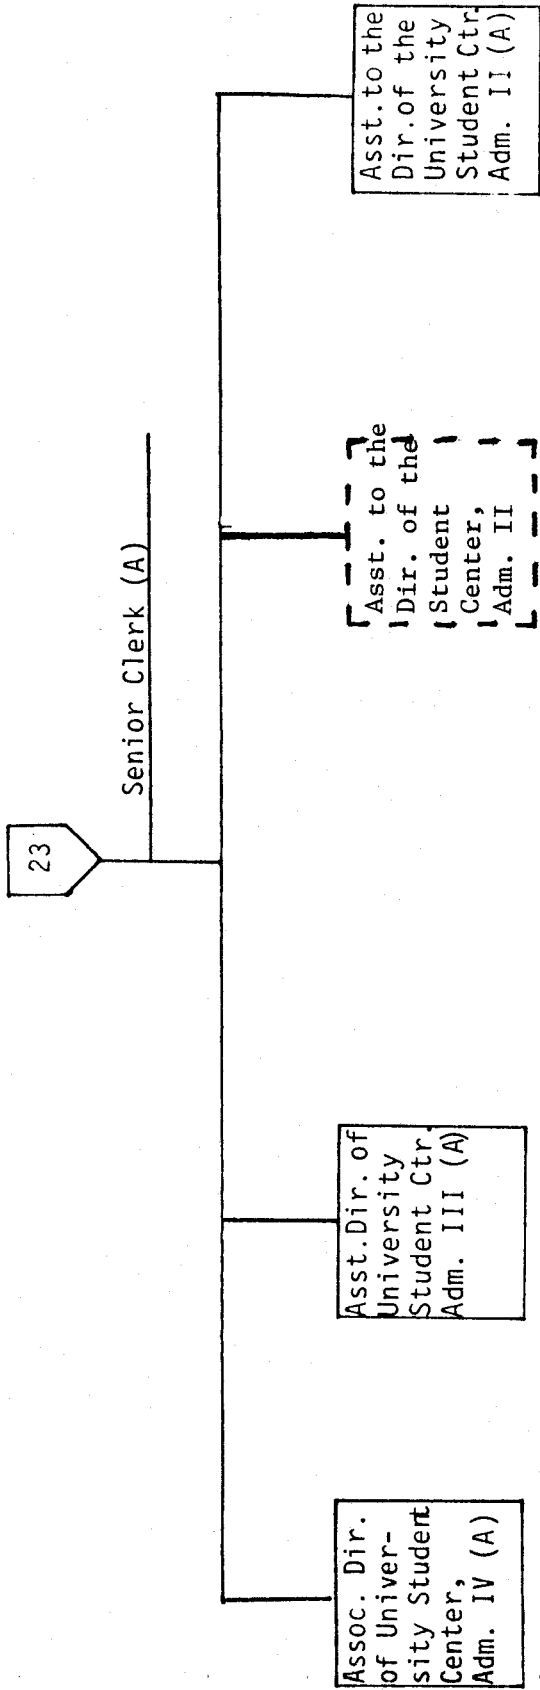 23
Senior Clerk (A)
Assoc. Dir.
of Univer-
sity Student
Center,
Adm. IV (A)
Asst.Dir. of
University
Student Ctr.
Adm. III (A)
Asst. to the
Dir. of the
Student
Center,
Adm. II
Asst.to the
Dir.of the
University
Student Ctr.
Adm. II (A)